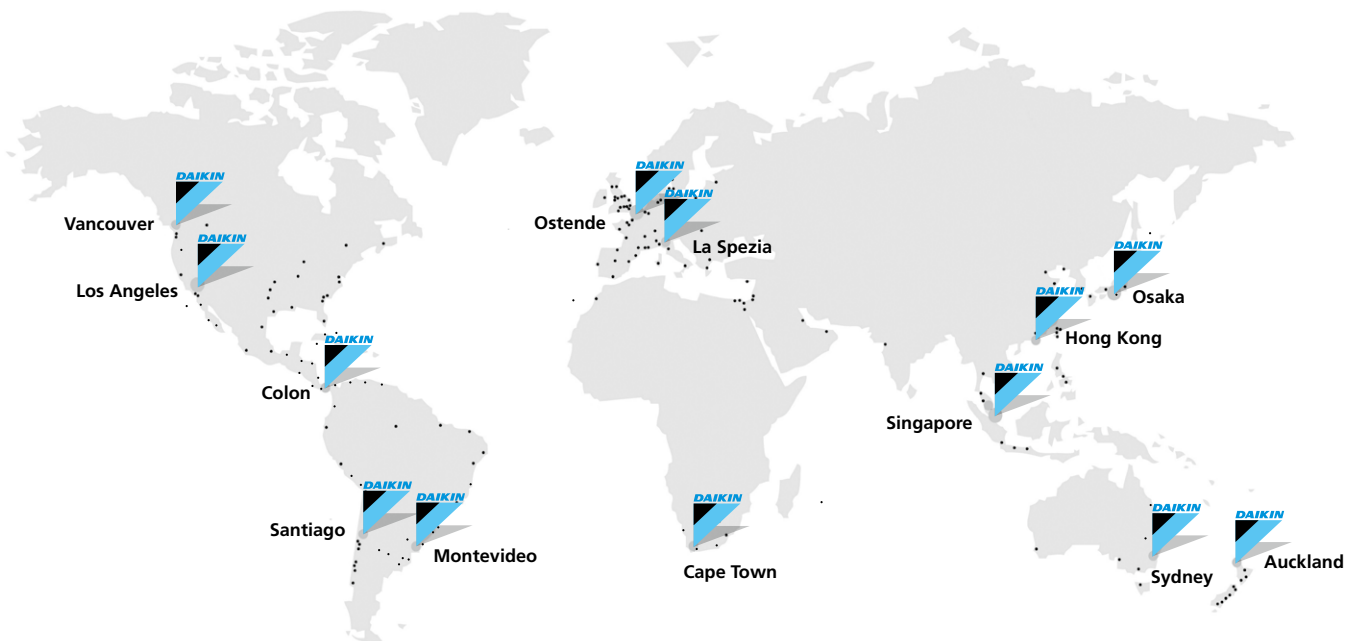 DAIKIN
Vancouver
DAIKIN
Los Angeles
DAIKIN
Colon
DAIKIN
Santiago
DAIKIN
Montevideo
DAIKIN
Ostende
DAIKIN
La Spezia
DAIKIN
Cape Town
DAIKIN
Osaka
DAIKIN
Hong Kong
DAIKIN
Singapore
DAIKIN
Sydney
DAIKIN
Auckland